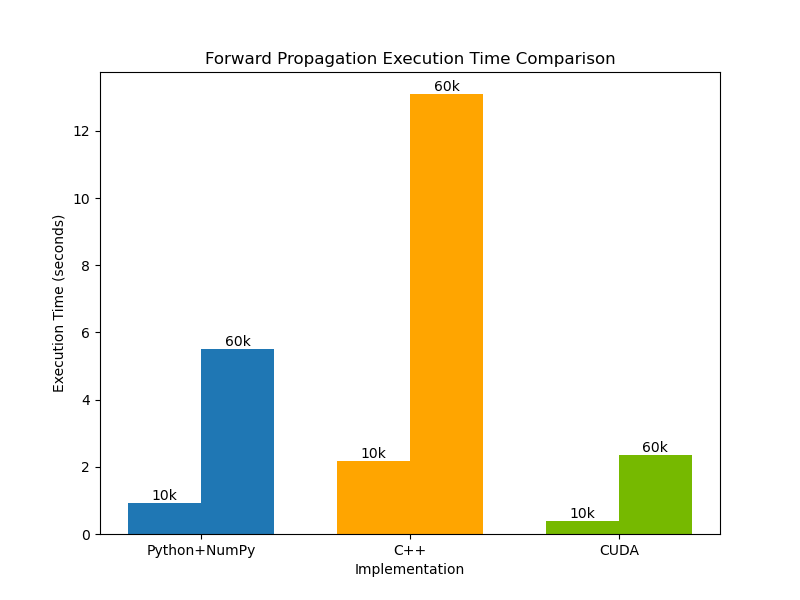 Forward Propagation Execution Time Comparison
60k
12
10
8
Execution Time (seconds)
6
60k
4
60k
10k
2
10k
10k
0
Python+NumPy
C++
CUDA
Implementation